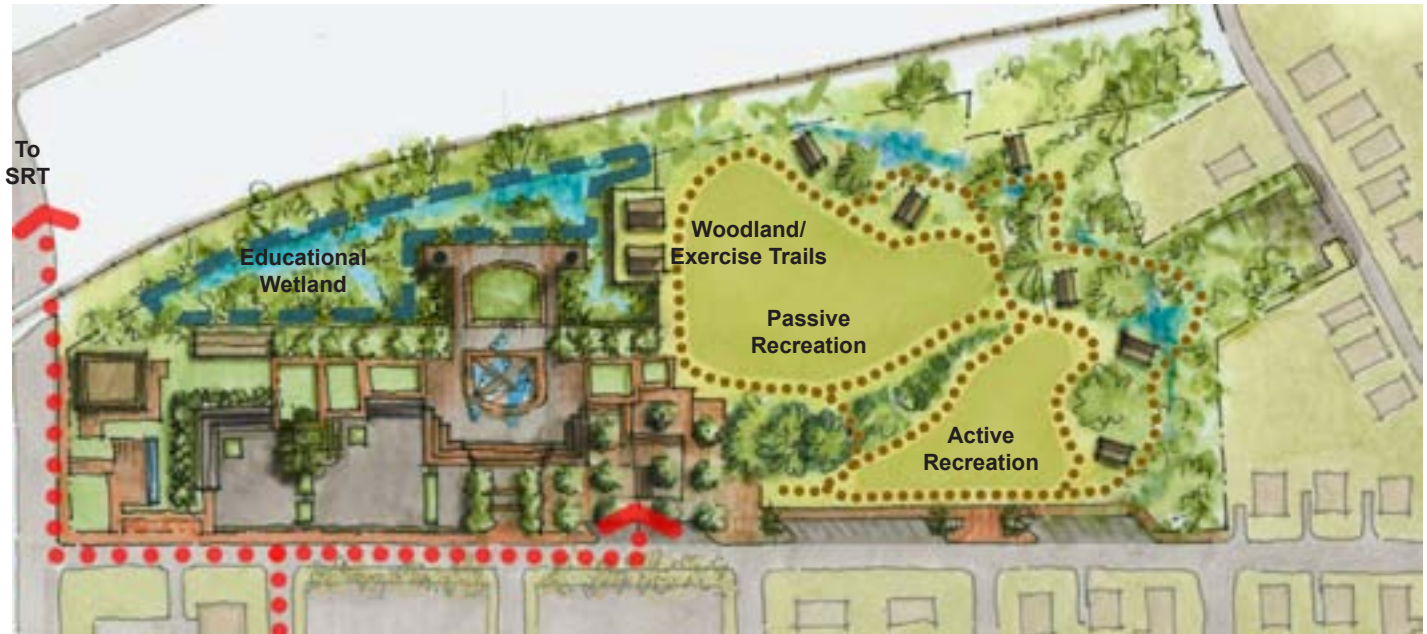 To
SRT
Educational
Wetland
Woodland/
Exercise Trails
Passive
Recreation
Active
Recreation